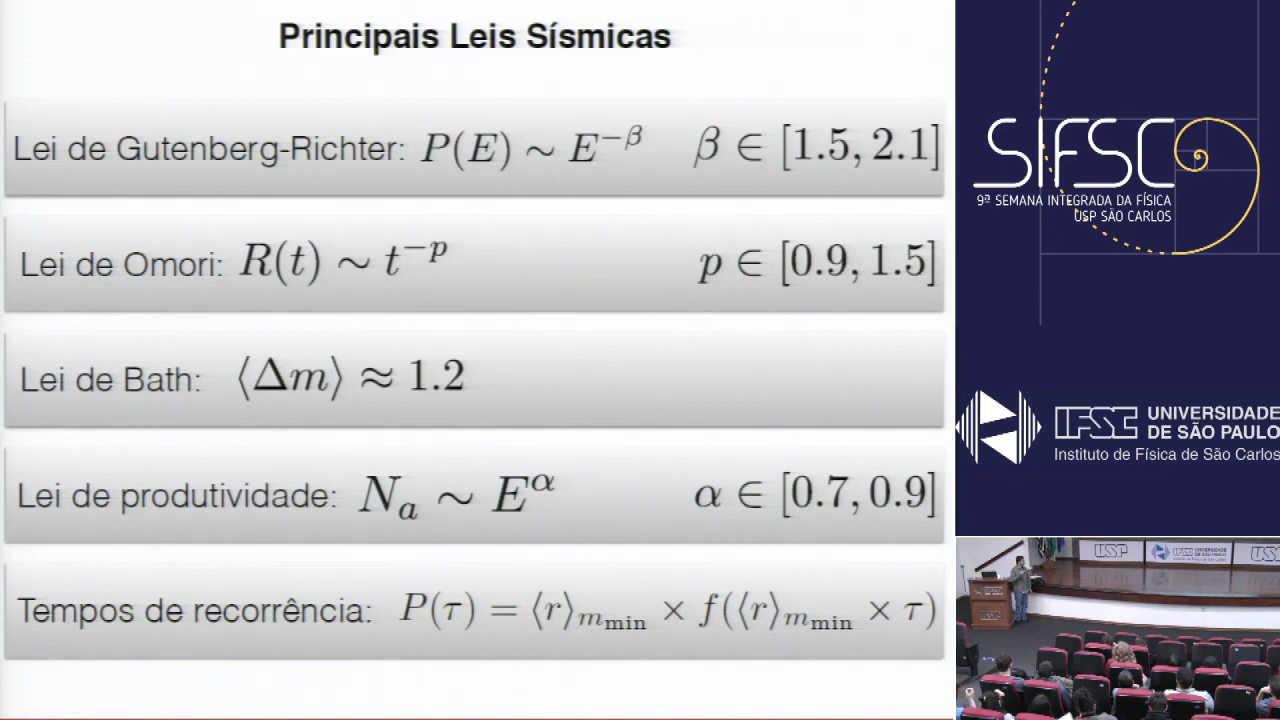 Principais Leis Sísmicas
Lei de Gutenberg-Richter: P(E) ∼ E^{−β} β ∈ [1.5, 2.1]
Lei de Omori: R(t) ∼ t^{−p} p ∈ [0.9, 1.5]
Lei de Bath: ⟨Δm⟩ ≈ 1.2
Lei de produtividade: N_a ∼ E^α α ∈ [0.7, 0.9]
Tempos de recorrência: P(τ) = ⟨r⟩_{m_min} × f(⟨r⟩_{m_min} × τ)
SIFSC
9ª SEMANA INTEGRADA DA FÍSICA
USP SÃO CARLOS
IFSC UNIVERSIDADE
DE SÃO PAULO
Instituto de Física de São Carlos
USP
IFSC UNIVERSIDADE